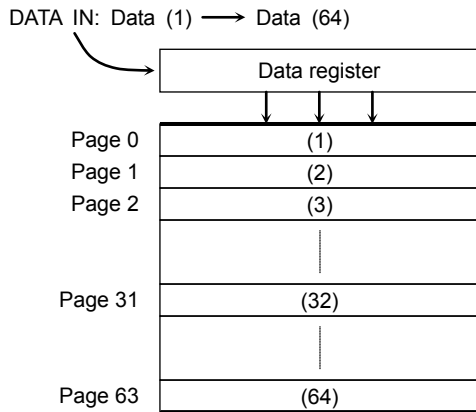 DATA IN: Data (1) → Data (64)
Data register
Page 0 (1)
Page 1 (2)
Page 2 (3)
Page 31 (32)
Page 63 (64)